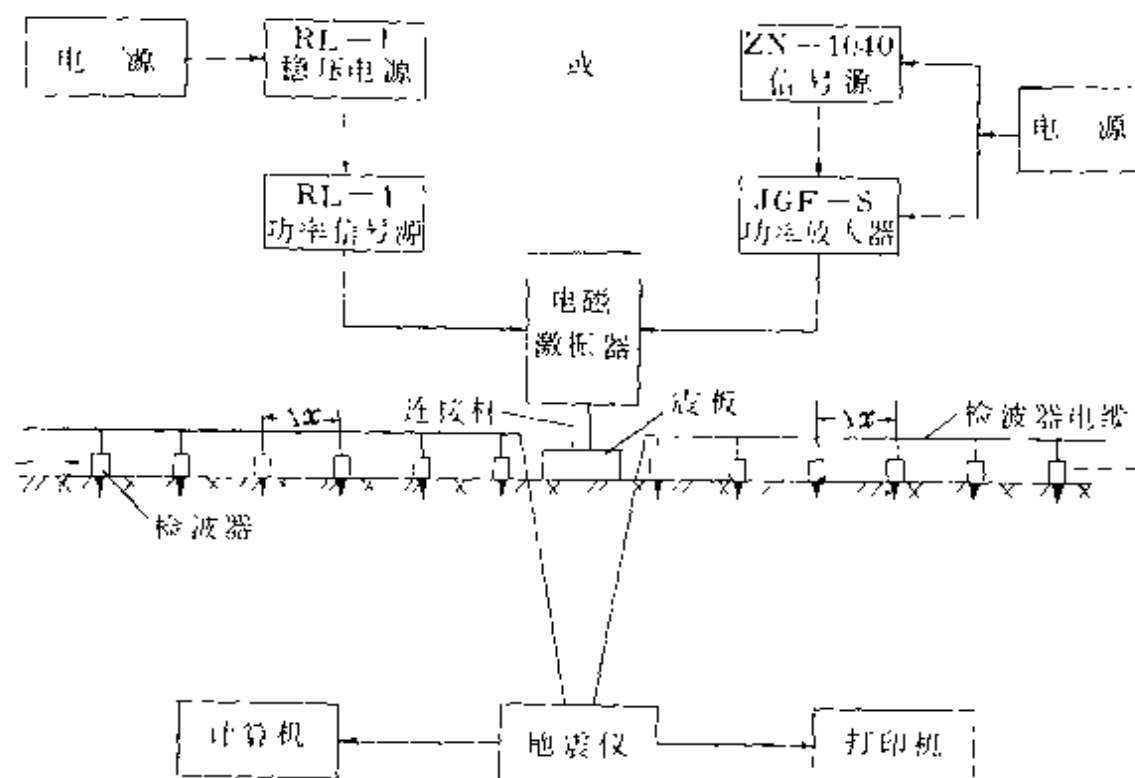 电 源
RL-1
稳压电源
或
ZN-1040
信号源
电 源
RL-1
功率信号源
JGF-S
功率放大器
电磁
激振器
连接杆
震板
Δx
Δx
检波器电缆
检波器
计算机
地震仪
打印机